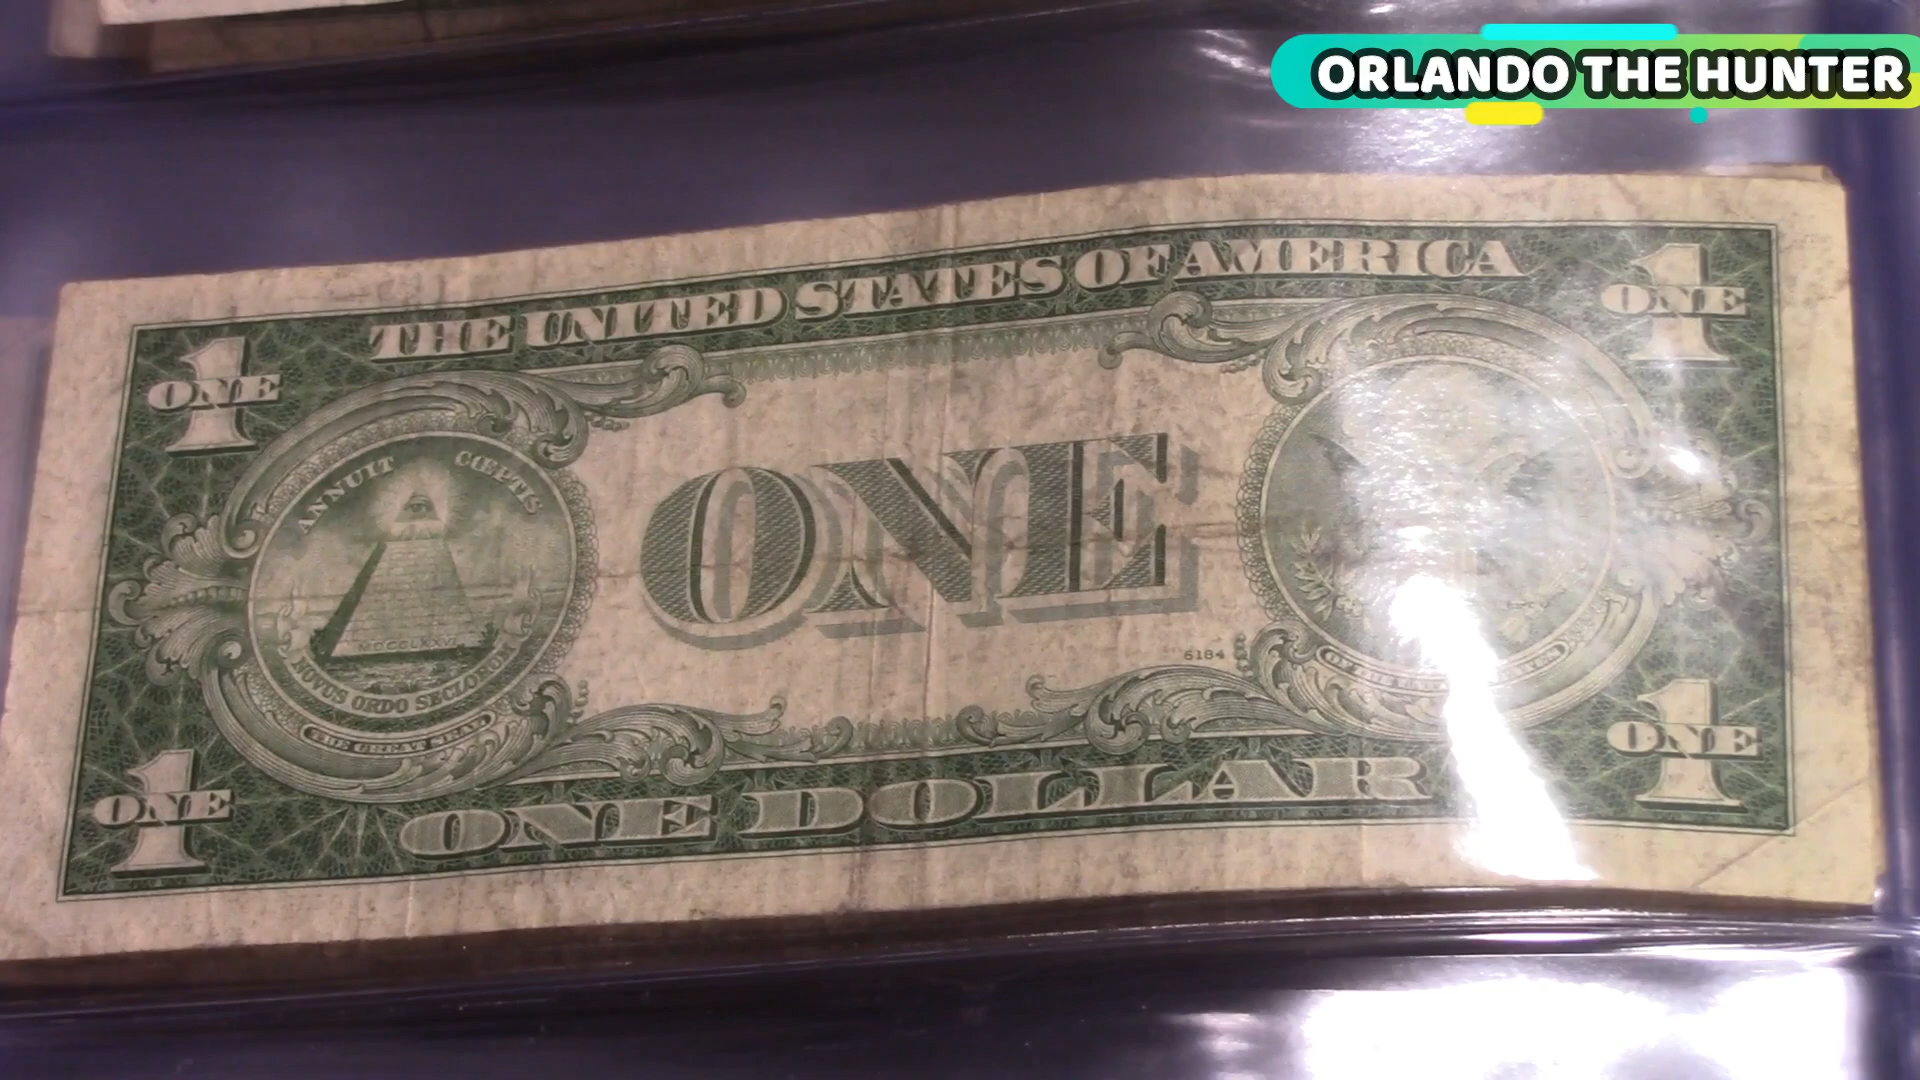 ORLANDO THE HUNTER
THE UNITED STATES OF AMERICA
1
ONE
1
ONE
ANNUIT CŒPTIS
MDCCLXXVI
NOVUS ORDO SECLORUM
THE GREAT SEAL
ONE
6184
1
ONE
1
ONE
ONE DOLLAR